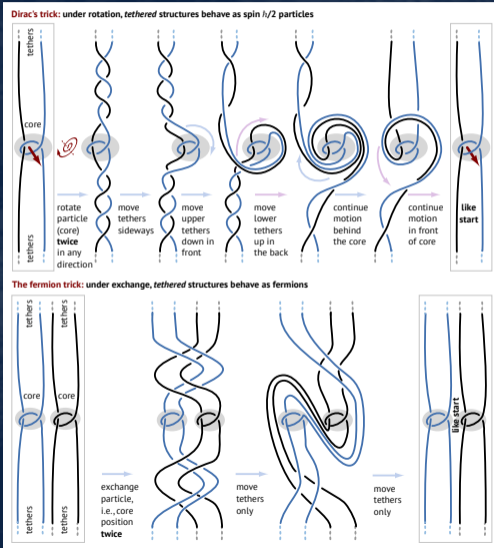 Dirac's trick: under rotation, tethered structures behave as spin ℏ/2 particles
tethers
core
tethers
rotate
particle
(core)
twice
in any
direction
move
tethers
sideways
move
upper
tethers
down in
front
move
lower
tethers
up in
the back
continue
motion
behind
the core
continue
motion
in front
of core
like
start
The fermion trick: under exchange, tethered structures behave as fermions
tethers
tethers
core
core
tethers
tethers
exchange
particle,
i.e., core
position
twice
move
tethers
only
move
tethers
only
like start